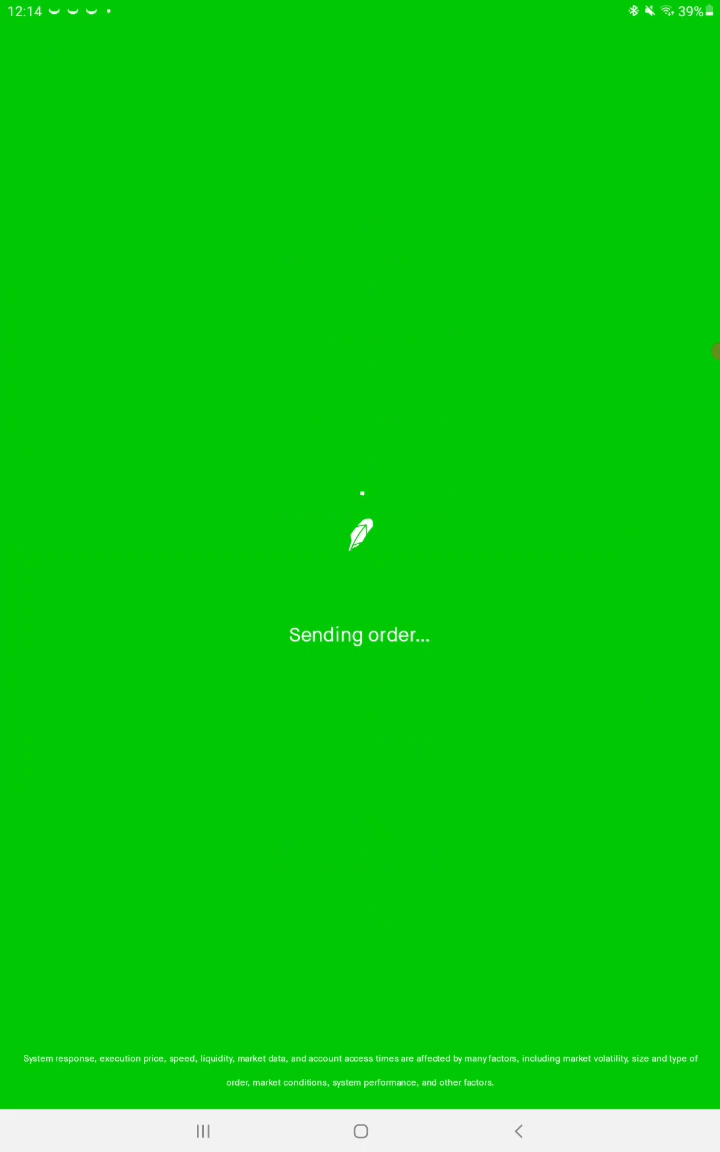 12:14 39%
Sending order...
System response, execution price, speed, liquidity, market data, and account access times are affected by many factors, including market volatility, size and type of
order, market conditions, system performance, and other factors.